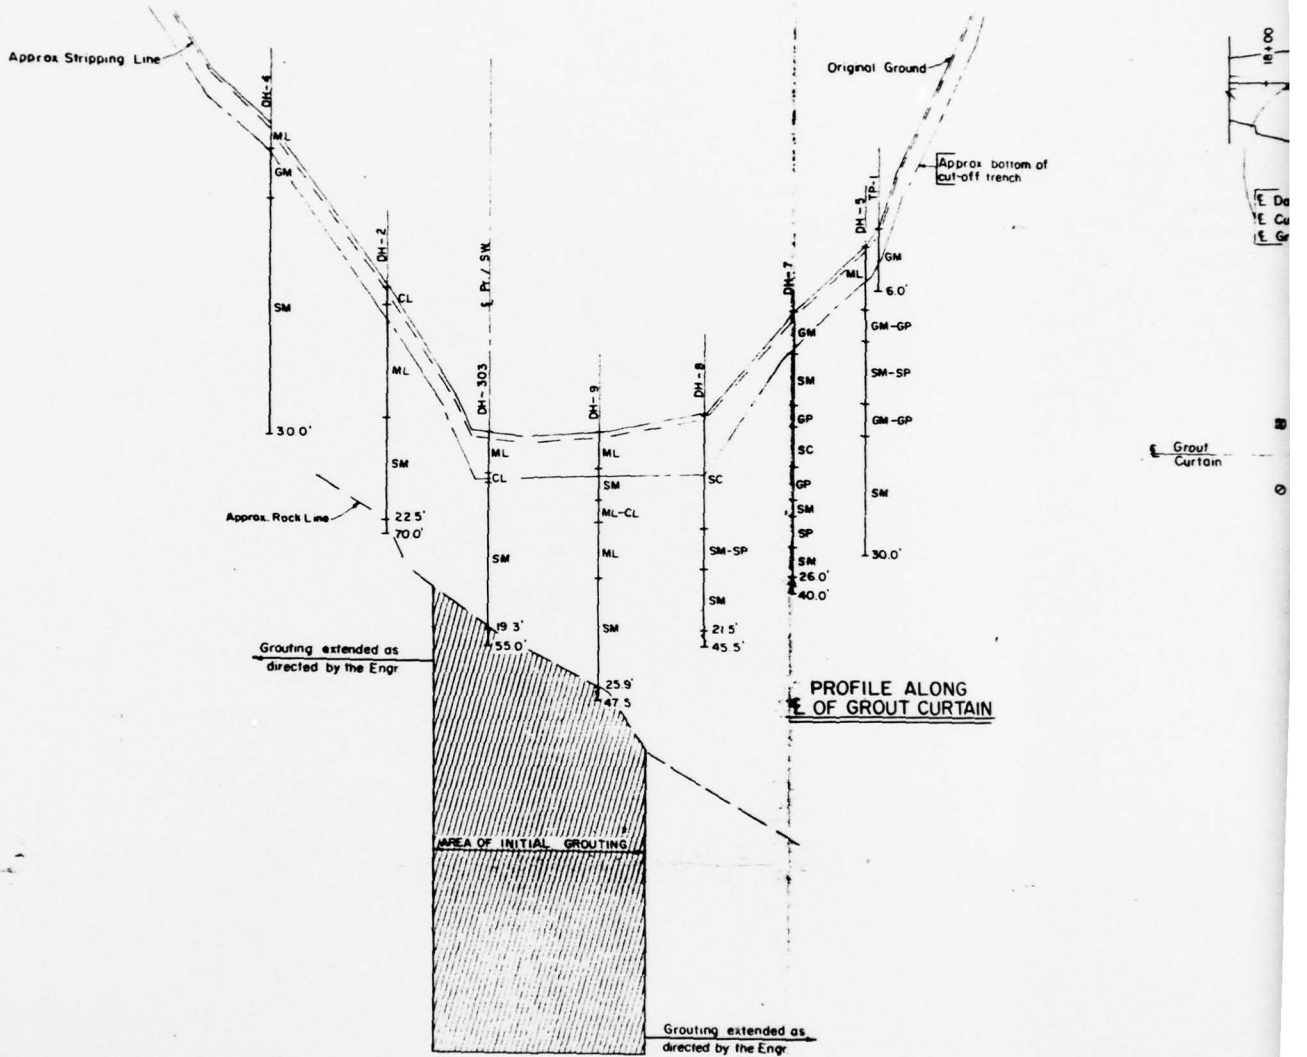 Approx Stripping Line
DH-4
ML
GM
SM
30.0'
DH-2
CL
ML
SM
22.5'
70.0'
Approx. Rock Line
℄ Pr. / SW
DH-303
ML
CL
SM
19.3'
55.0'
DH-9
ML
SM
ML-CL
ML
SM
25.9'
47.5
DH-8
SC
SM-SP
SM
21.5'
45.5'
DH-7
GM
SM
GP
SC
GP
SM
SP
SM
26.0'
40.0'
DH-5
ML
GM-GP
SM-SP
GM-GP
SM
30.0'
TP-1
GM
6.0'
Original Ground
Approx bottom of
cut-off trench
18+00
℄ Da
℄ Cu
℄ Gr
℄ Grout
Curtain
Grouting extended as
directed by the Engr
PROFILE ALONG
℄ OF GROUT CURTAIN
AREA OF INITIAL GROUTING
Grouting extended as
directed by the Engr.